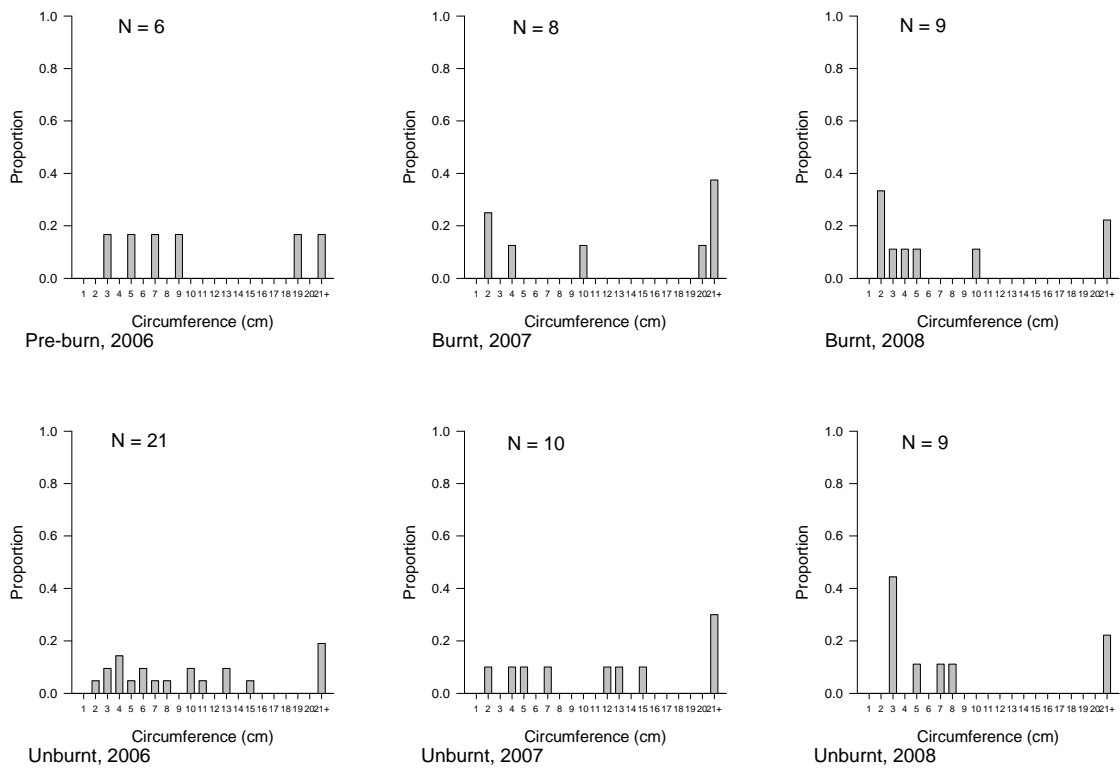 N = 6
1.0
0.8
0.6
0.4
0.2
0.0
Proportion
1 2 3 4 5 6 7 8 9 10 11 12 13 14 15 16 17 18 19 20 21+
Circumference (cm)
Pre-burn, 2006
N = 8
1.0
0.8
0.6
0.4
0.2
0.0
Proportion
1 2 3 4 5 6 7 8 9 10 11 12 13 14 15 16 17 18 19 20 21+
Circumference (cm)
Burnt, 2007
N = 9
1.0
0.8
0.6
0.4
0.2
0.0
Proportion
1 2 3 4 5 6 7 8 9 10 11 12 13 14 15 16 17 18 19 20 21+
Circumference (cm)
Burnt, 2008
N = 21
1.0
0.8
0.6
0.4
0.2
0.0
Proportion
1 2 3 4 5 6 7 8 9 10 11 12 13 14 15 16 17 18 19 20 21+
Circumference (cm)
Unburnt, 2006
N = 10
1.0
0.8
0.6
0.4
0.2
0.0
Proportion
1 2 3 4 5 6 7 8 9 10 11 12 13 14 15 16 17 18 19 20 21+
Circumference (cm)
Unburnt, 2007
N = 9
1.0
0.8
0.6
0.4
0.2
0.0
Proportion
1 2 3 4 5 6 7 8 9 10 11 12 13 14 15 16 17 18 19 20 21+
Circumference (cm)
Unburnt, 2008